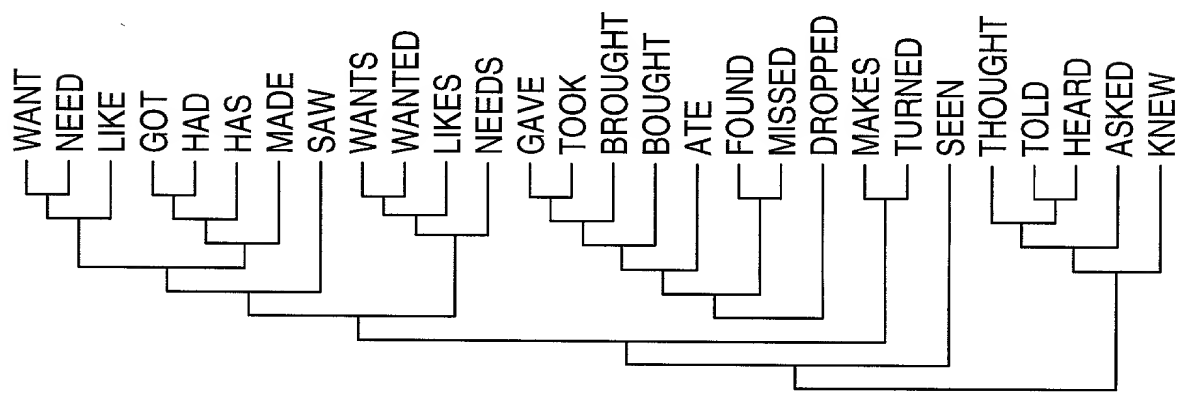 WANT
NEED
LIKE
GOT
HAD
HAS
MADE
SAW
WANTS
WANTED
LIKES
NEEDS
GAVE
TOOK
BROUGHT
BOUGHT
ATE
FOUND
MISSED
DROPPED
MAKES
TURNED
SEEN
THOUGHT
TOLD
HEARD
ASKED
KNEW